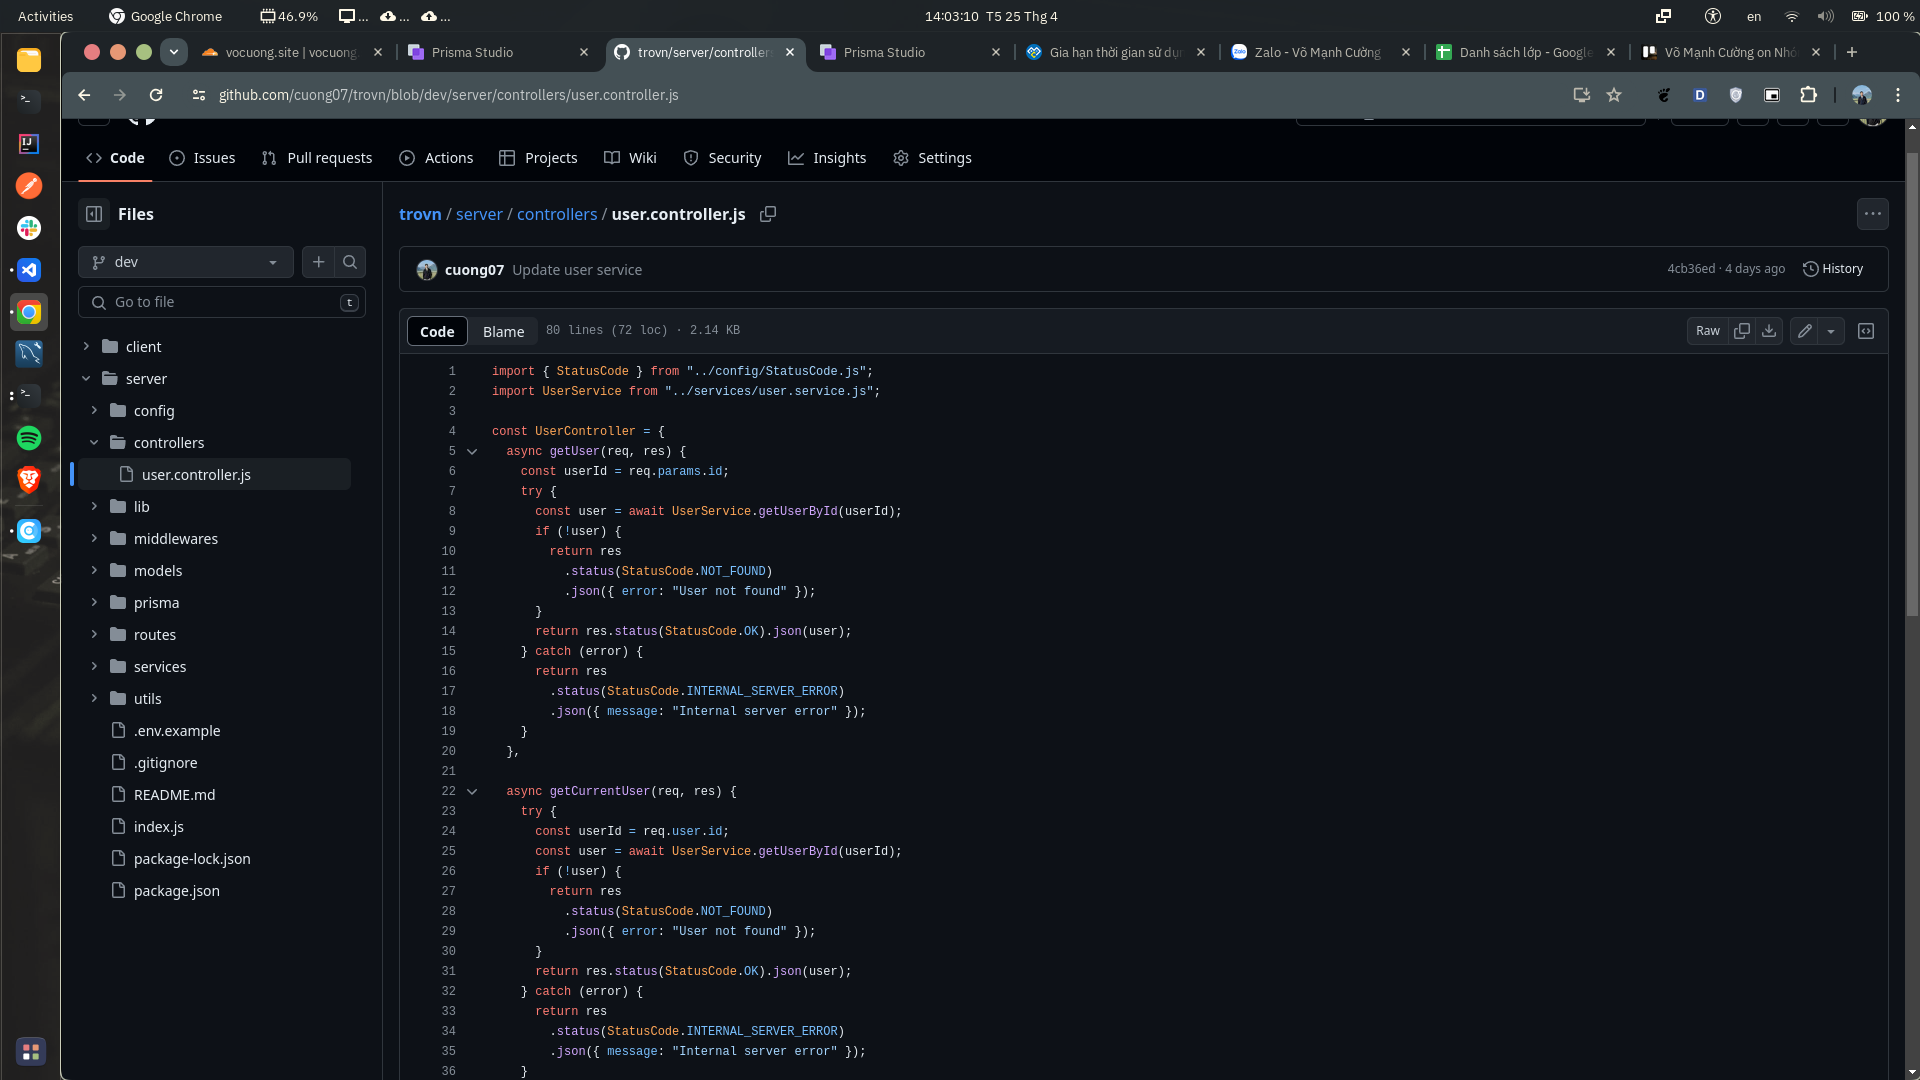 Activities
Google Chrome
46.9%
...
...
...
14:03:10 T5 25 Thg 4
en
100 %
vocuong.site | vocuong
Prisma Studio
trovn/server/controllers
Prisma Studio
Gia hạn thời gian sử dụ
Zalo - Võ Mạnh Cường
Danh sách lớp - Google
Võ Mạnh Cường on Nhó
github.com/cuong07/trovn/blob/dev/server/controllers/user.controller.js
Code
Issues
Pull requests
Actions
Projects
Wiki
Security
Insights
Settings
Files
dev
Go to file
t
client
server
config
controllers
user.controller.js
lib
middlewares
models
prisma
routes
services
utils
.env.example
.gitignore
README.md
index.js
package-lock.json
package.json
trovn / server / controllers / user.controller.js
cuong07 Update user service
4cb36ed · 4 days ago
History
Code
Blame
80 lines (72 loc) · 2.14 KB
Raw
1 import { StatusCode } from "../config/StatusCode.js";
2 import UserService from "../services/user.service.js";
3
4 const UserController = {
5 async getUser(req, res) {
6 const userId = req.params.id;
7 try {
8 const user = await UserService.getUserById(userId);
9 if (!user) {
10 return res
11 .status(StatusCode.NOT_FOUND)
12 .json({ error: "User not found" });
13 }
14 return res.status(StatusCode.OK).json(user);
15 } catch (error) {
16 return res
17 .status(StatusCode.INTERNAL_SERVER_ERROR)
18 .json({ message: "Internal server error" });
19 }
20 },
21
22 async getCurrentUser(req, res) {
23 try {
24 const userId = req.user.id;
25 const user = await UserService.getUserById(userId);
26 if (!user) {
27 return res
28 .status(StatusCode.NOT_FOUND)
29 .json({ error: "User not found" });
30 }
31 return res.status(StatusCode.OK).json(user);
32 } catch (error) {
33 return res
34 .status(StatusCode.INTERNAL_SERVER_ERROR)
35 .json({ message: "Internal server error" });
36 }